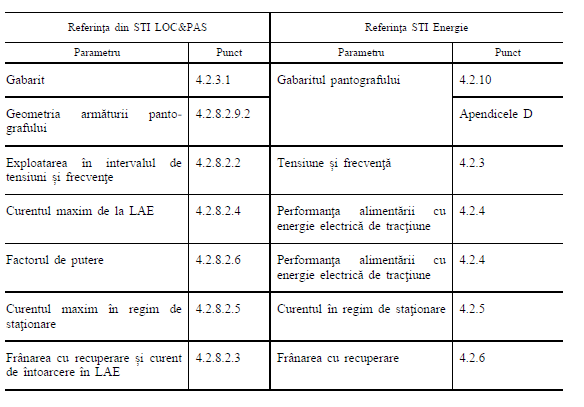 Referința din STI LOC&PAS Referința STI Energie
Parametru Punct Parametru Punct
Gabarit 4.2.3.1 Gabaritul pantografului 4.2.10
Geometria armăturii panto- 4.2.8.2.9.2 Apendicele D
grafului
Exploatarea în intervalul de 4.2.8.2.2 Tensiune și frecvență 4.2.3
tensiuni și frecvențe
Curentul maxim de la LAE 4.2.8.2.4 Performanța alimentării cu 4.2.4
energie electrică de tracțiune
Factorul de putere 4.2.8.2.6 Performanța alimentării cu 4.2.4
energie electrică de tracțiune
Curentul maxim în regim de 4.2.8.2.5 Curentul în regim de staționare 4.2.5
staționare
Frânarea cu recuperare și curent 4.2.8.2.3 Frânarea cu recuperare 4.2.6
de întoarcere în LAE